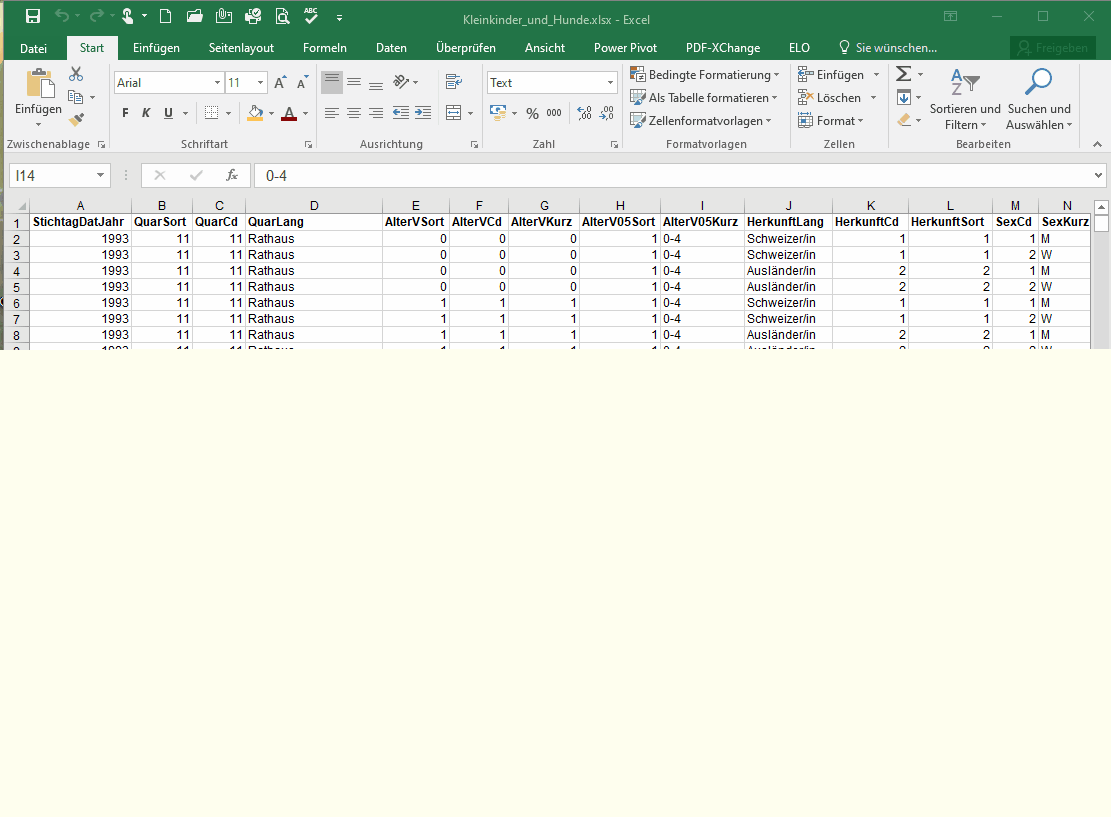 Kleinkinder_und_Hunde.xlsx - Excel
Datei Start Einfügen Seitenlayout Formeln Daten Überprüfen Ansicht Power Pivot PDF-XChange ELO Sie wünschen... Freigeben
Einfügen
Zwischenablage
Arial 11
F K U
Schriftart
Ausrichtung
Text
% 000
Zahl
Bedingte Formatierung
Als Tabelle formatieren
Zellenformatvorlagen
Formatvorlagen
Einfügen
Löschen
Format
Zellen
Sortieren und
Filtern
Suchen und
Auswählen
Bearbeiten
I14 fx 0-4
A B C D E F G H I J K L M N
1 StichtagDatJahr QuarSort QuarCd QuarLang AlterVSort AlterVCd AlterVKurz AlterV05Sort AlterV05Kurz HerkunftLang HerkunftCd HerkunftSort SexCd SexKurz
2 1993 11 11 Rathaus 0 0 0 1 0-4 Schweizer/in 1 1 1 M
3 1993 11 11 Rathaus 0 0 0 1 0-4 Schweizer/in 1 1 2 W
4 1993 11 11 Rathaus 0 0 0 1 0-4 Ausländer/in 2 2 1 M
5 1993 11 11 Rathaus 0 0 0 1 0-4 Ausländer/in 2 2 2 W
6 1993 11 11 Rathaus 1 1 1 1 0-4 Schweizer/in 1 1 1 M
7 1993 11 11 Rathaus 1 1 1 1 0-4 Schweizer/in 1 1 2 W
8 1993 11 11 Rathaus 1 1 1 1 0-4 Ausländer/in 2 2 1 M